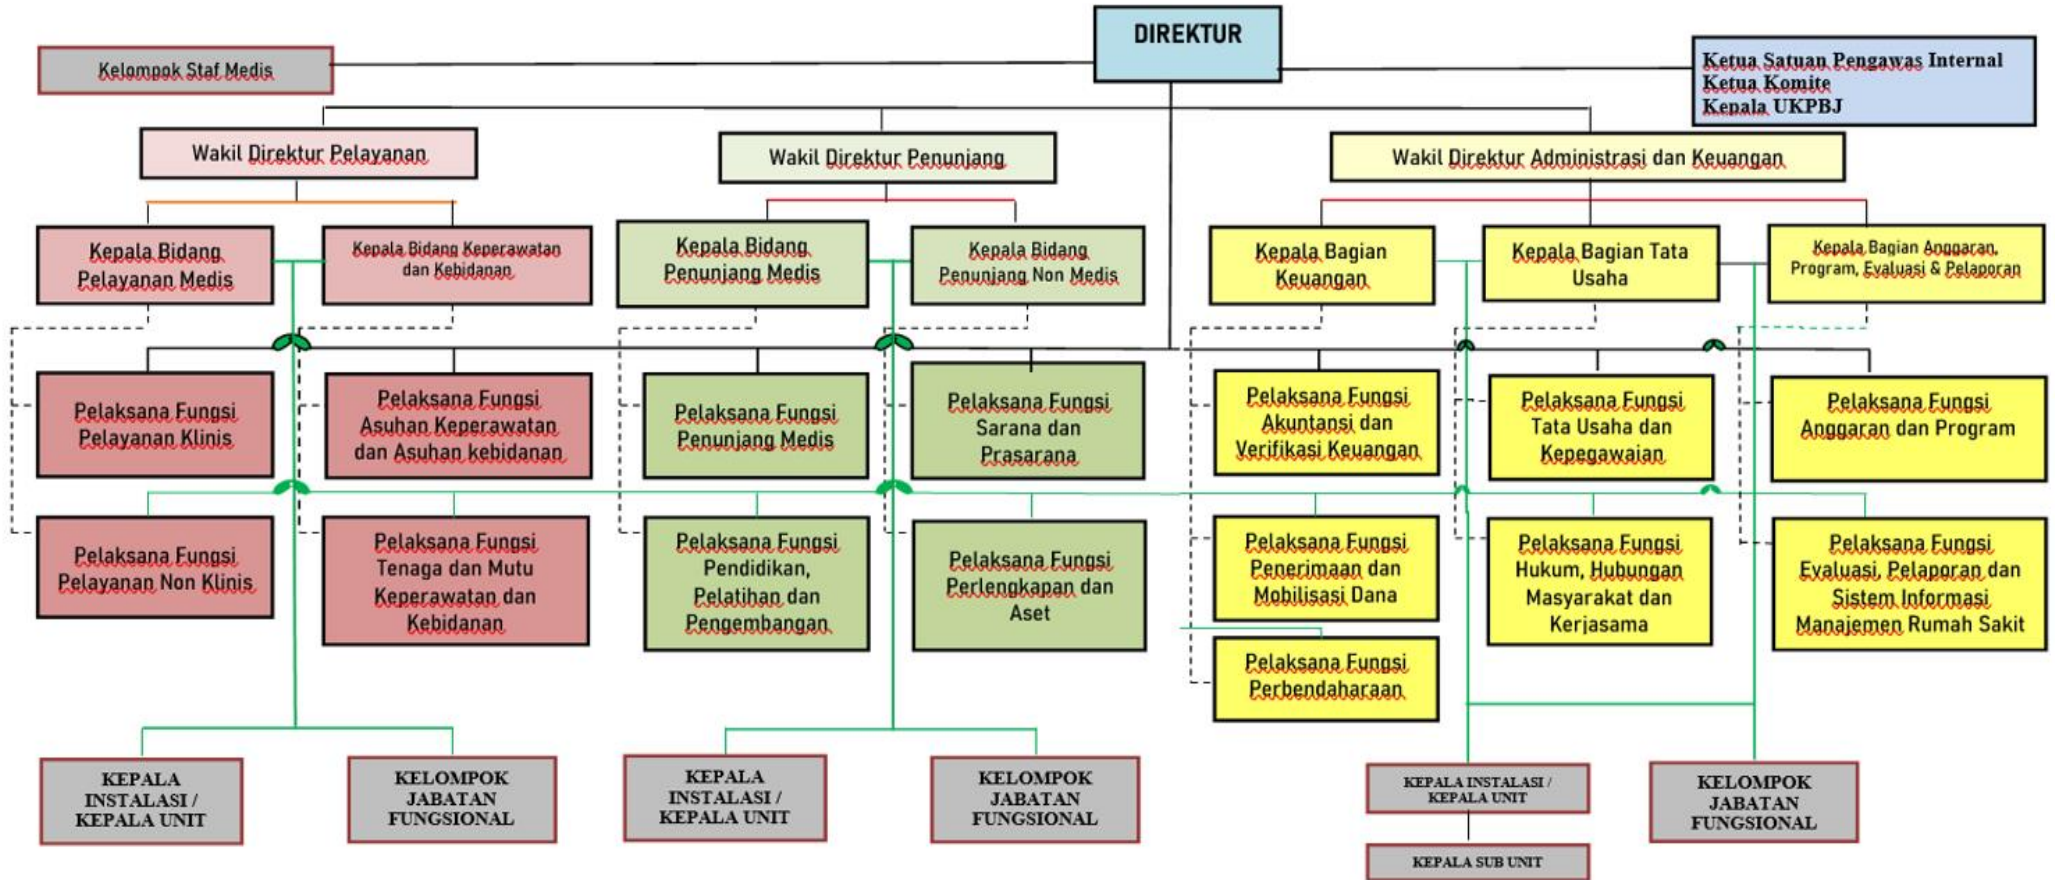 DIREKTUR
Kelompok Staf Medis
Ketua Satuan Pengawas Internal
Ketua Komite
Kepala UKPBJ
Wakil Direktur Pelayanan
Wakil Direktur Penunjang
Wakil Direktur Administrasi dan Keuangan
Kepala Bidang
Pelayanan Medis
Kepala Bidang Keperawatan
dan Kebidanan
Kepala Bidang
Penunjang Medis
Kepala Bidang
Penunjang Non Medis
Kepala Bagian
Keuangan
Kepala Bagian Tata
Usaha
Kepala Bagian Anggaran,
Program, Evaluasi & Pelaporan
Pelaksana Fungsi
Pelayanan Klinis
Pelaksana Fungsi
Asuhan Keperawatan
dan Asuhan kebidanan
Pelaksana Fungsi
Penunjang Medis
Pelaksana Fungsi
Sarana dan
Prasarana
Pelaksana Fungsi
Akuntansi dan
Verifikasi Keuangan
Pelaksana Fungsi
Tata Usaha dan
Kepegawaian
Pelaksana Fungsi
Anggaran dan Program
Pelaksana Fungsi
Pelayanan Non Klinis
Pelaksana Fungsi
Tenaga dan Mutu
Keperawatan dan
Kebidanan
Pelaksana Fungsi
Pendidikan,
Pelatihan dan
Pengembangan
Pelaksana Fungsi
Perlengkapan dan
Aset
Pelaksana Fungsi
Penerimaan dan
Mobilisasi Dana
Pelaksana Fungsi
Hukum, Hubungan
Masyarakat dan
Kerjasama
Pelaksana Fungsi
Evaluasi, Pelaporan dan
Sistem Informasi
Manajemen Rumah Sakit
Pelaksana Fungsi
Perbendaharaan
KEPALA
INSTALASI /
KEPALA UNIT
KELOMPOK
JABATAN
FUNGSIONAL
KEPALA
INSTALASI /
KEPALA UNIT
KELOMPOK
JABATAN
FUNGSIONAL
KEPALA INSTALASI /
KEPALA UNIT
KELOMPOK
JABATAN
FUNGSIONAL
KEPALA SUB UNIT